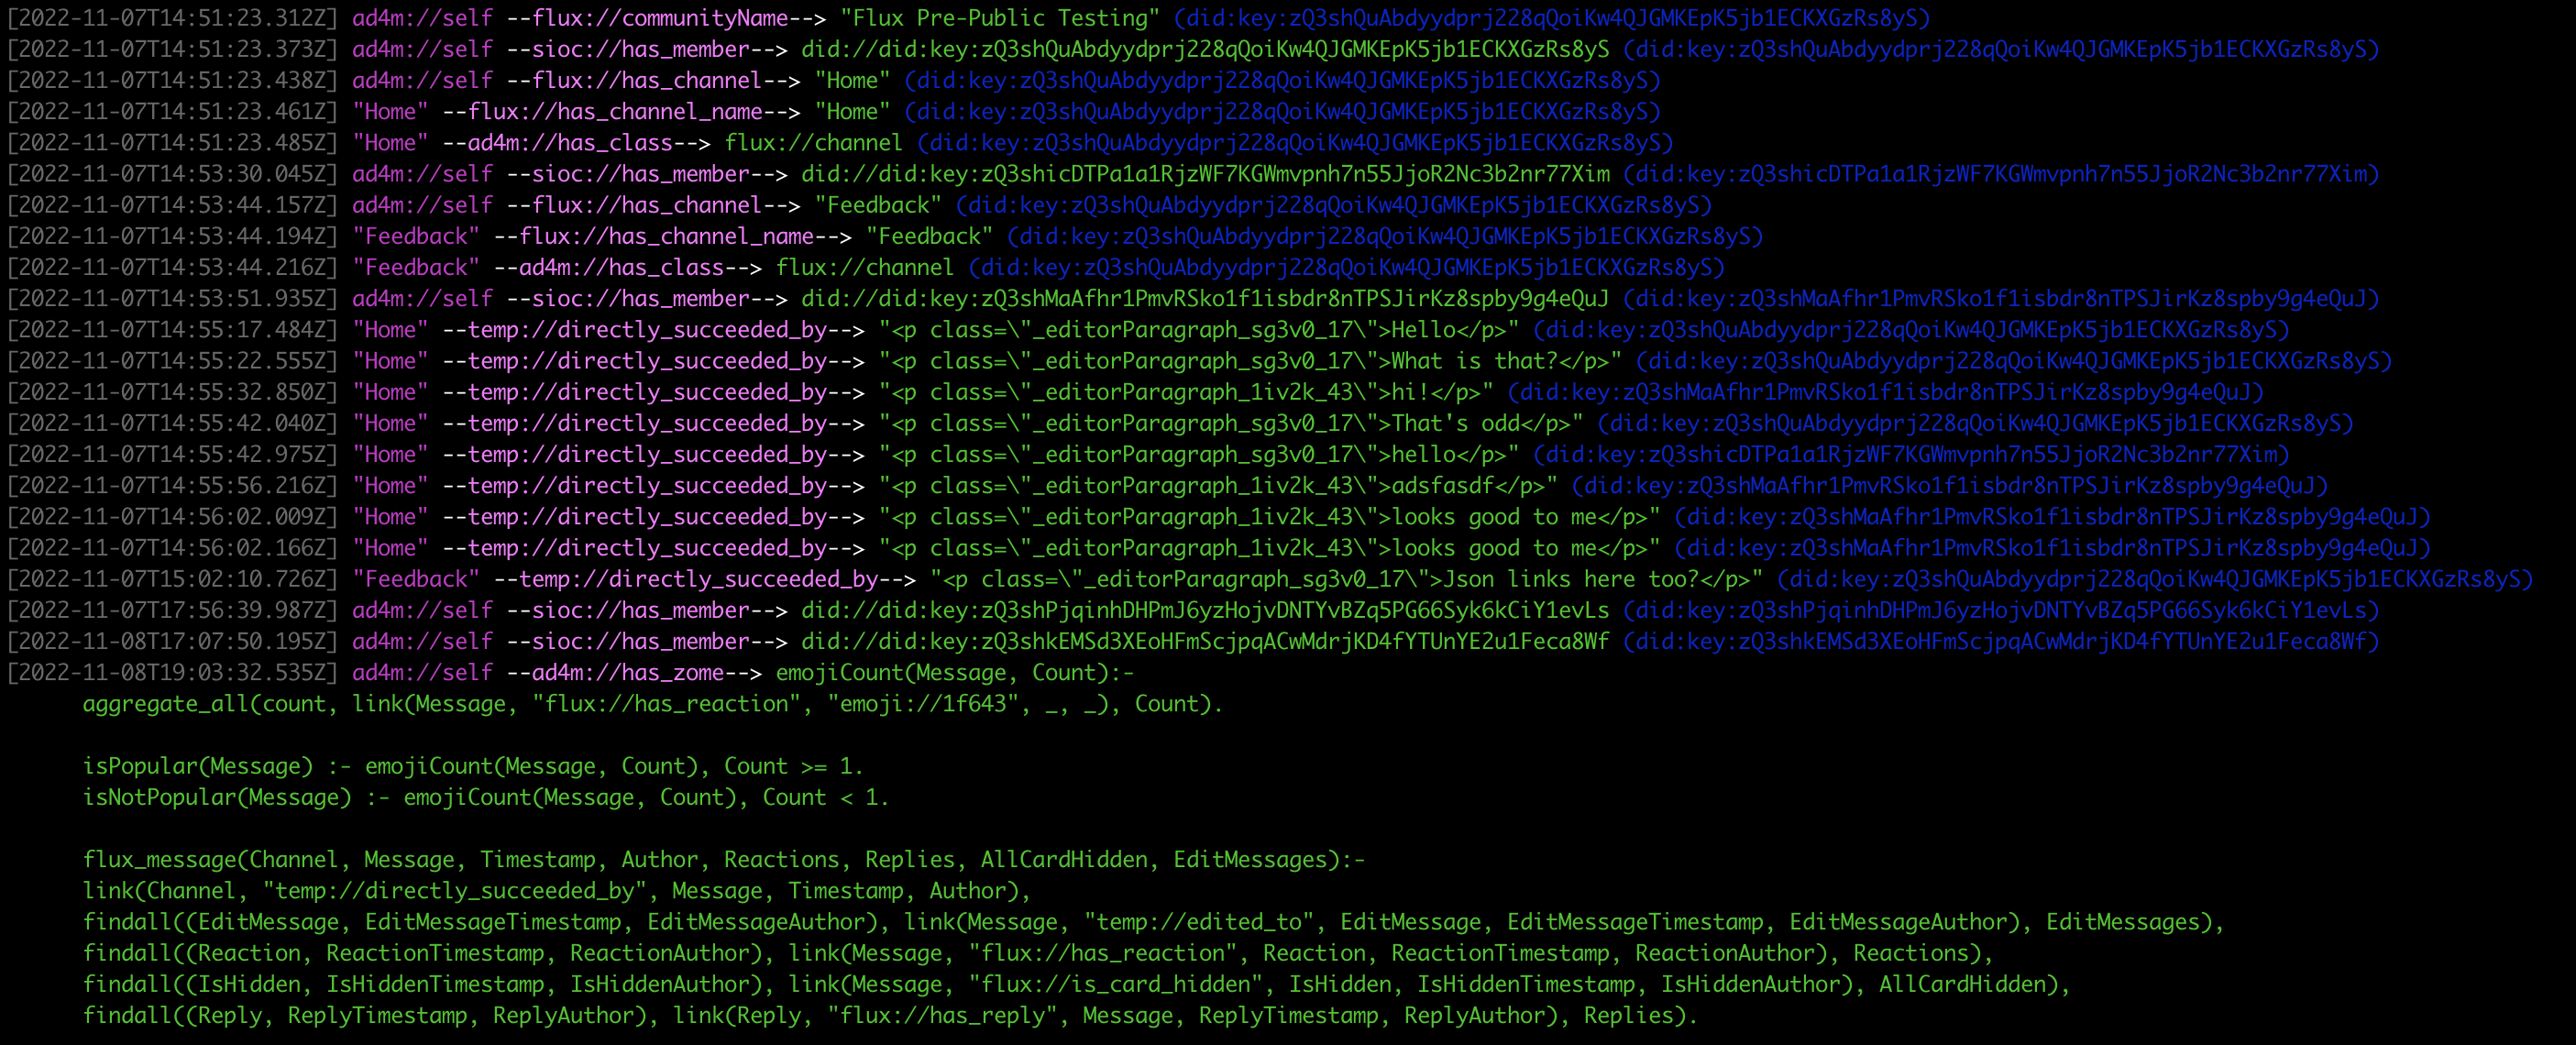 [2022-11-07T14:51:23.312Z] ad4m://self --flux://communityName--> "Flux Pre-Public Testing" (did:key:zQ3shQuAbdyydprj228qQoiKw4QJGMKEpK5jb1ECKXGzRs8yS)
[2022-11-07T14:51:23.373Z] ad4m://self --sioc://has_member--> did://did:key:zQ3shQuAbdyydprj228qQoiKw4QJGMKEpK5jb1ECKXGzRs8yS (did:key:zQ3shQuAbdyydprj228qQoiKw4QJGMKEpK5jb1ECKXGzRs8yS)
[2022-11-07T14:51:23.438Z] ad4m://self --flux://has_channel--> "Home" (did:key:zQ3shQuAbdyydprj228qQoiKw4QJGMKEpK5jb1ECKXGzRs8yS)
[2022-11-07T14:51:23.461Z] "Home" --flux://has_channel_name--> "Home" (did:key:zQ3shQuAbdyydprj228qQoiKw4QJGMKEpK5jb1ECKXGzRs8yS)
[2022-11-07T14:51:23.485Z] "Home" --ad4m://has_class--> flux://channel (did:key:zQ3shQuAbdyydprj228qQoiKw4QJGMKEpK5jb1ECKXGzRs8yS)
[2022-11-07T14:53:30.045Z] ad4m://self --sioc://has_member--> did://did:key:zQ3shicDTPa1a1RjzWF7KGWmvpnh7n55JjoR2Nc3b2nr77Xim (did:key:zQ3shicDTPa1a1RjzWF7KGWmvpnh7n55JjoR2Nc3b2nr77Xim)
[2022-11-07T14:53:44.157Z] ad4m://self --flux://has_channel--> "Feedback" (did:key:zQ3shQuAbdyydprj228qQoiKw4QJGMKEpK5jb1ECKXGzRs8yS)
[2022-11-07T14:53:44.194Z] "Feedback" --flux://has_channel_name--> "Feedback" (did:key:zQ3shQuAbdyydprj228qQoiKw4QJGMKEpK5jb1ECKXGzRs8yS)
[2022-11-07T14:53:44.216Z] "Feedback" --ad4m://has_class--> flux://channel (did:key:zQ3shQuAbdyydprj228qQoiKw4QJGMKEpK5jb1ECKXGzRs8yS)
[2022-11-07T14:53:51.935Z] ad4m://self --sioc://has_member--> did://did:key:zQ3shMaAfhr1PmvRSko1f1isbdr8nTPSJirKz8spby9g4eQuJ (did:key:zQ3shMaAfhr1PmvRSko1f1isbdr8nTPSJirKz8spby9g4eQuJ)
[2022-11-07T14:55:17.484Z] "Home" --temp://directly_succeeded_by--> "<p class=\"_editorParagraph_sg3v0_17\">Hello</p>" (did:key:zQ3shQuAbdyydprj228qQoiKw4QJGMKEpK5jb1ECKXGzRs8yS)
[2022-11-07T14:55:22.555Z] "Home" --temp://directly_succeeded_by--> "<p class=\"_editorParagraph_sg3v0_17\">What is that?</p>" (did:key:zQ3shQuAbdyydprj228qQoiKw4QJGMKEpK5jb1ECKXGzRs8yS)
[2022-11-07T14:55:32.850Z] "Home" --temp://directly_succeeded_by--> "<p class=\"_editorParagraph_1iv2k_43\">hi!</p>" (did:key:zQ3shMaAfhr1PmvRSko1f1isbdr8nTPSJirKz8spby9g4eQuJ)
[2022-11-07T14:55:42.040Z] "Home" --temp://directly_succeeded_by--> "<p class=\"_editorParagraph_sg3v0_17\">That's odd</p>" (did:key:zQ3shQuAbdyydprj228qQoiKw4QJGMKEpK5jb1ECKXGzRs8yS)
[2022-11-07T14:55:42.975Z] "Home" --temp://directly_succeeded_by--> "<p class=\"_editorParagraph_sg3v0_17\">hello</p>" (did:key:zQ3shicDTPa1a1RjzWF7KGWmvpnh7n55JjoR2Nc3b2nr77Xim)
[2022-11-07T14:55:56.216Z] "Home" --temp://directly_succeeded_by--> "<p class=\"_editorParagraph_1iv2k_43\">adsfasdf</p>" (did:key:zQ3shMaAfhr1PmvRSko1f1isbdr8nTPSJirKz8spby9g4eQuJ)
[2022-11-07T14:56:02.009Z] "Home" --temp://directly_succeeded_by--> "<p class=\"_editorParagraph_1iv2k_43\">looks good to me</p>" (did:key:zQ3shMaAfhr1PmvRSko1f1isbdr8nTPSJirKz8spby9g4eQuJ)
[2022-11-07T14:56:02.166Z] "Home" --temp://directly_succeeded_by--> "<p class=\"_editorParagraph_1iv2k_43\">looks good to me</p>" (did:key:zQ3shMaAfhr1PmvRSko1f1isbdr8nTPSJirKz8spby9g4eQuJ)
[2022-11-07T15:02:10.726Z] "Feedback" --temp://directly_succeeded_by--> "<p class=\"_editorParagraph_sg3v0_17\">Json links here too?</p>" (did:key:zQ3shQuAbdyydprj228qQoiKw4QJGMKEpK5jb1ECKXGzRs8yS)
[2022-11-07T17:56:39.987Z] ad4m://self --sioc://has_member--> did://did:key:zQ3shPjqinhDHPmJ6yzHojvDNTYvBZq5PG66Syk6kCiY1evLs (did:key:zQ3shPjqinhDHPmJ6yzHojvDNTYvBZq5PG66Syk6kCiY1evLs)
[2022-11-08T17:07:50.195Z] ad4m://self --sioc://has_member--> did://did:key:zQ3shkEMSd3XEoHFmScjpqACwMdrjKD4fYTUnYE2u1Feca8Wf (did:key:zQ3shkEMSd3XEoHFmScjpqACwMdrjKD4fYTUnYE2u1Feca8Wf)
[2022-11-08T19:03:32.535Z] ad4m://self --ad4m://has_zome--> emojiCount(Message, Count):-
aggregate_all(count, link(Message, "flux://has_reaction", "emoji://1f643", _, _), Count).
isPopular(Message) :- emojiCount(Message, Count), Count >= 1.
isNotPopular(Message) :- emojiCount(Message, Count), Count < 1.
flux_message(Channel, Message, Timestamp, Author, Reactions, Replies, AllCardHidden, EditMessages):-
link(Channel, "temp://directly_succeeded_by", Message, Timestamp, Author),
findall((EditMessage, EditMessageTimestamp, EditMessageAuthor), link(Message, "temp://edited_to", EditMessage, EditMessageTimestamp, EditMessageAuthor), EditMessages),
findall((Reaction, ReactionTimestamp, ReactionAuthor), link(Message, "flux://has_reaction", Reaction, ReactionTimestamp, ReactionAuthor), Reactions),
findall((IsHidden, IsHiddenTimestamp, IsHiddenAuthor), link(Message, "flux://is_card_hidden", IsHidden, IsHiddenTimestamp, IsHiddenAuthor), AllCardHidden),
findall((Reply, ReplyTimestamp, ReplyAuthor), link(Reply, "flux://has_reply", Message, ReplyTimestamp, ReplyAuthor), Replies).